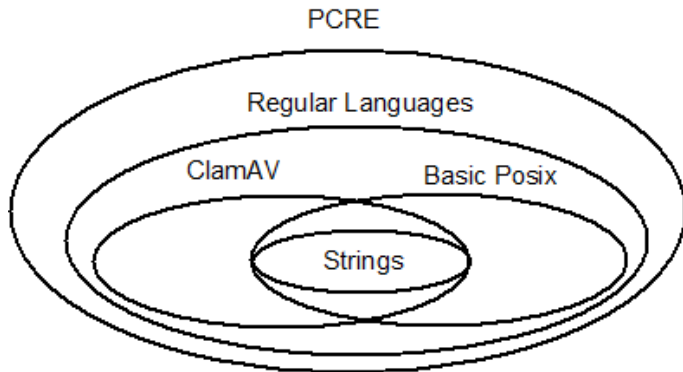 PCRE
Regular Languages
ClamAV
Basic Posix
Strings